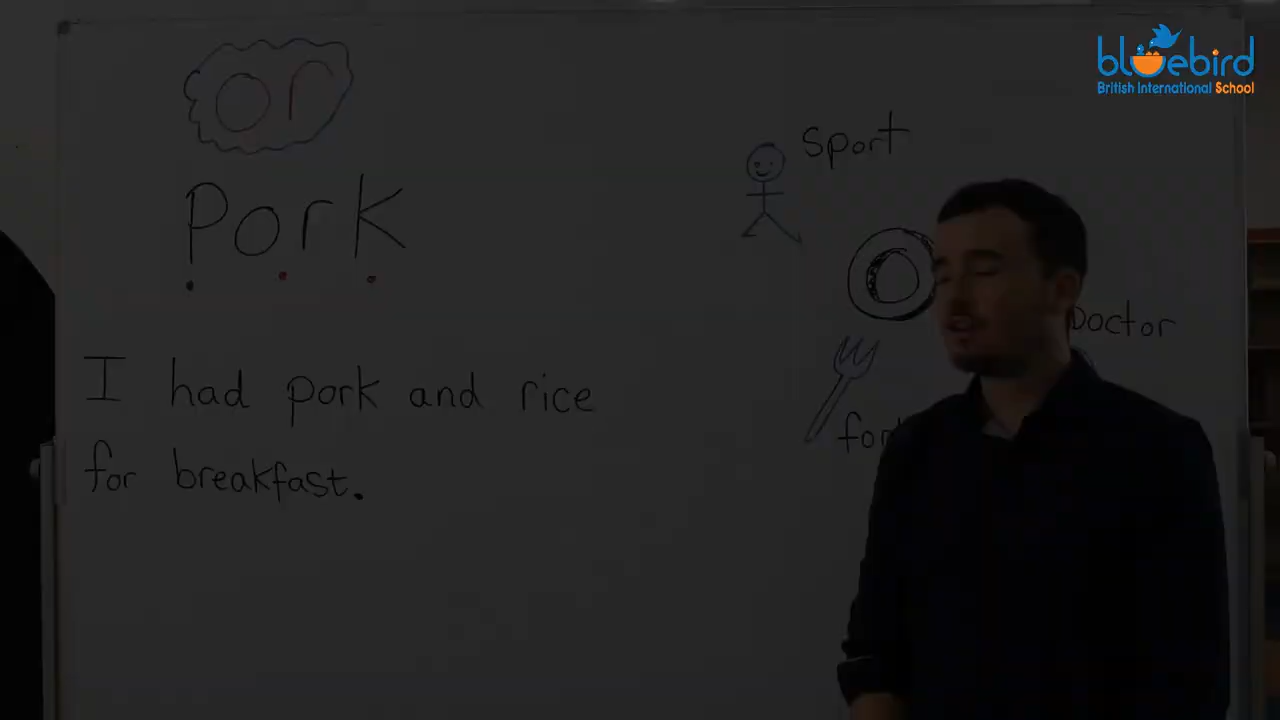 or
pork
I had pork and rice
for breakfast.
sport
Doctor
bluebird
British International School